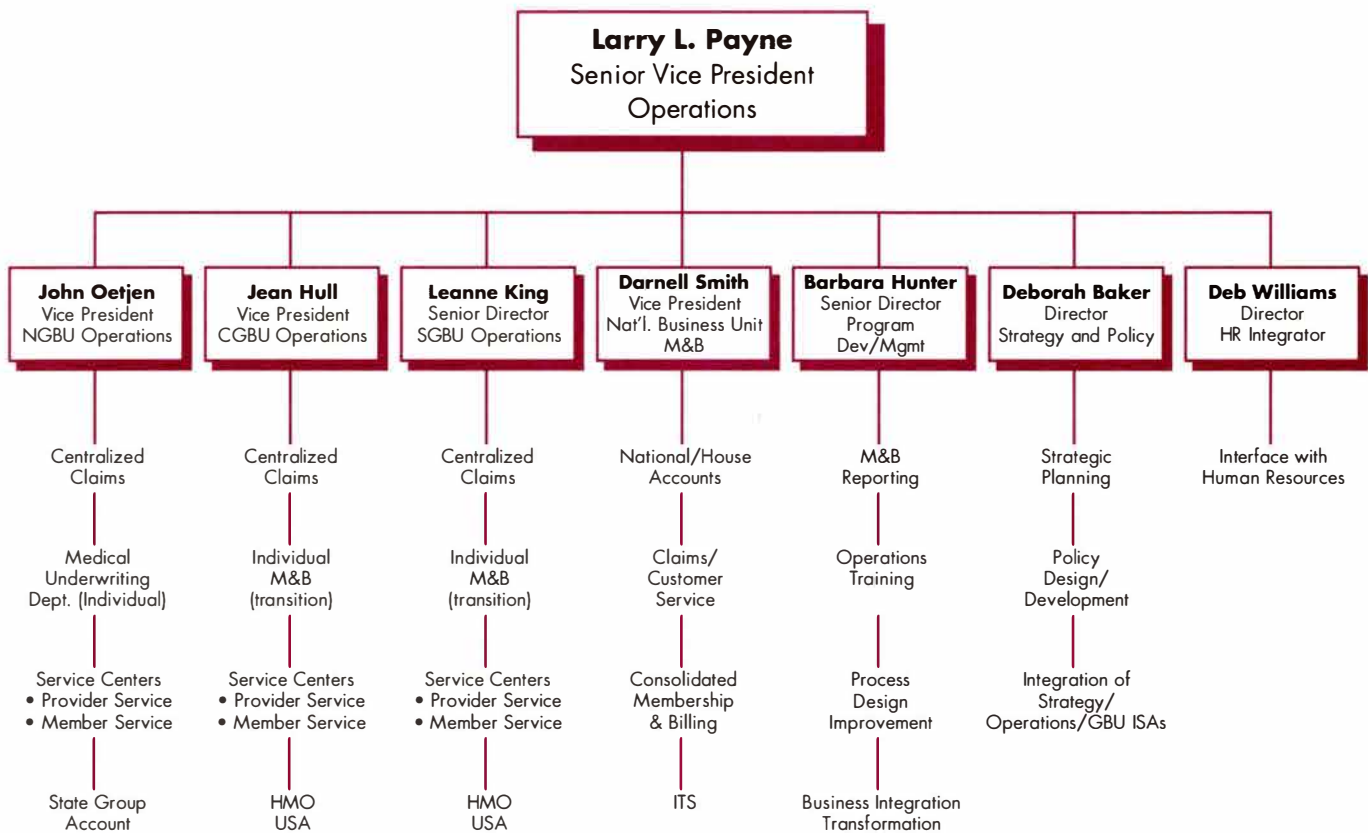 Larry L. Payne
Senior Vice President
Operations
John Oetjen
Vice President
NGBU Operations
Jean Hull
Vice President
CGBU Operations
Leanne King
Senior Director
SGBU Operations
Darnell Smith
Vice President
Nat'l. Business Unit
M&B
Barbara Hunter
Senior Director
Program
Dev/Mgmt
Deborah Baker
Director
Strategy and Policy
Deb Williams
Director
HR Integrator
Centralized
Claims
Medical
Underwriting
Dept. (Individual)
Service Centers
• Provider Service
• Member Service
State Group
Account
Centralized
Claims
Individual
M&B
(transition)
Service Centers
• Provider Service
• Member Service
HMO
USA
Centralized
Claims
Individual
M&B
(transition)
Service Centers
• Provider Service
• Member Service
HMO
USA
National/House
Accounts
Claims/
Customer
Service
Consolidated
Membership
& Billing
ITS
M&B
Reporting
Operations
Training
Process
Design
Improvement
Business Integration
Transformation
Strategic
Planning
Policy
Design/
Development
Integration of
Strategy/
Operations/GBU ISAs
Interface with
Human Resources